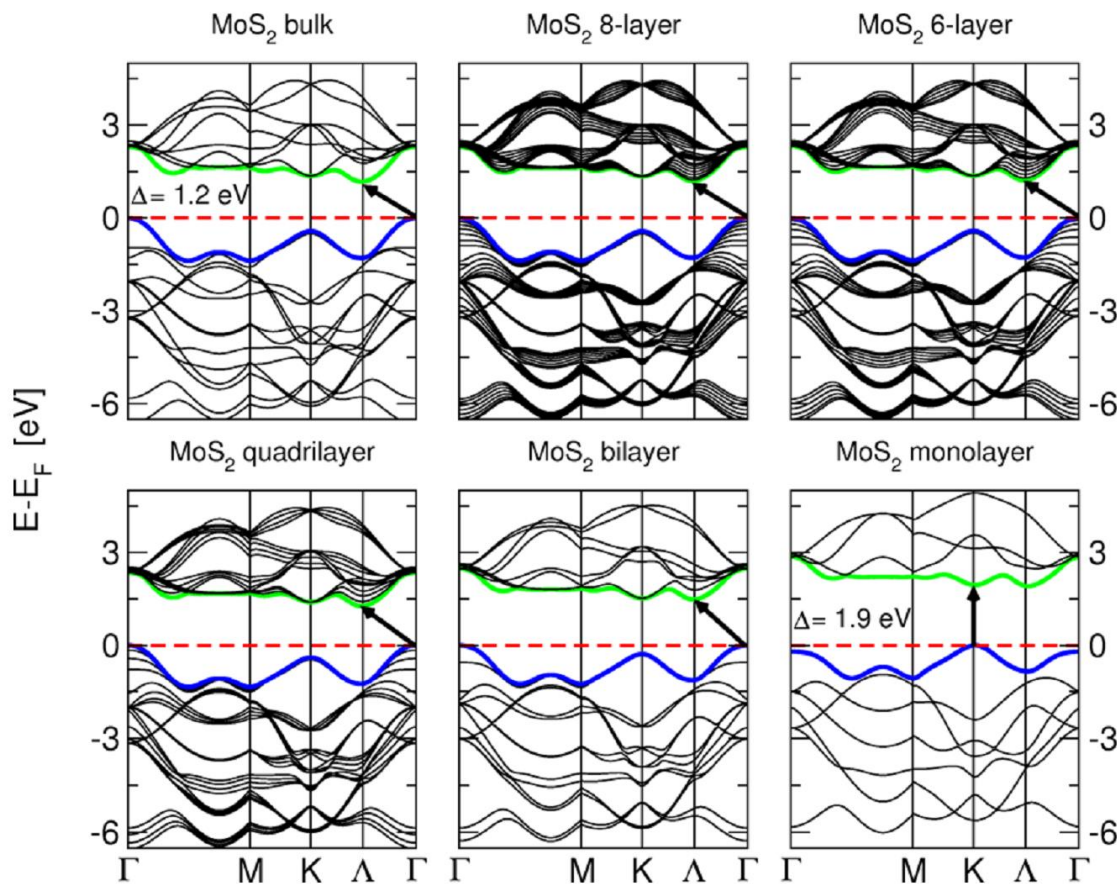 MoS₂ bulk
MoS₂ 8-layer
MoS₂ 6-layer
3
0
-3
-6
Δ= 1.2 eV
3
0
-3
-6
E-E_F [eV]
MoS₂ quadrilayer
MoS₂ bilayer
MoS₂ monolayer
3
0
-3
-6
Δ= 1.9 eV
3
0
-3
-6
Γ M K Λ Γ
Γ M K Λ Γ
Γ M K Λ Γ